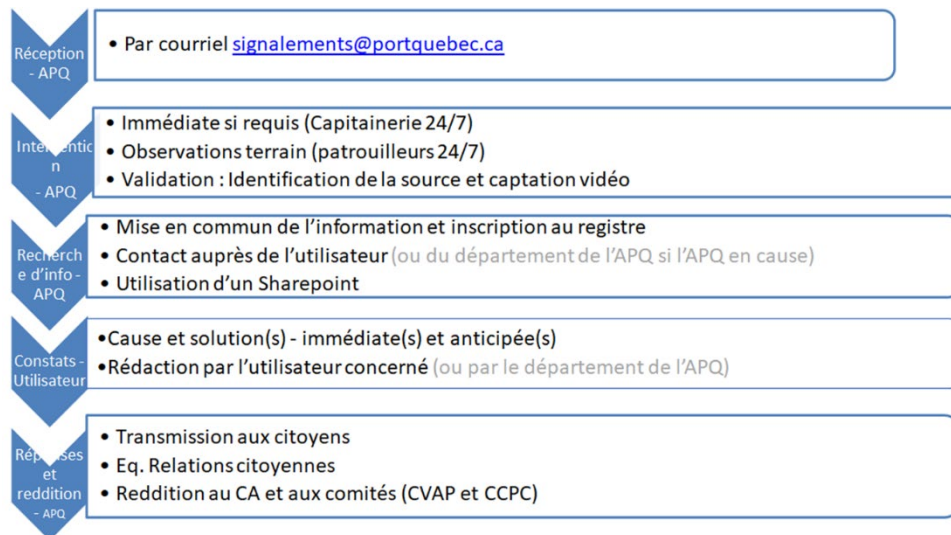 Réception
- APQ
• Par courriel signalements@portquebec.ca
Interventio
n
- APQ
• Immédiate si requis (Capitainerie 24/7)
• Observations terrain (patrouilleurs 24/7)
• Validation : Identification de la source et captation vidéo
Recherch
e d'info -
APQ
• Mise en commun de l'information et inscription au registre
• Contact auprès de l'utilisateur (ou du département de l'APQ si l'APQ en cause)
• Utilisation d'un Sharepoint
Constats -
Utilisateur
•Cause et solution(s) - immédiate(s) et anticipée(s)
•Rédaction par l'utilisateur concerné (ou par le département de l'APQ)
Réponses
et
reddition
- APQ
• Transmission aux citoyens
• Eq. Relations citoyennes
• Reddition au CA et aux comités (CVAP et CCPC)